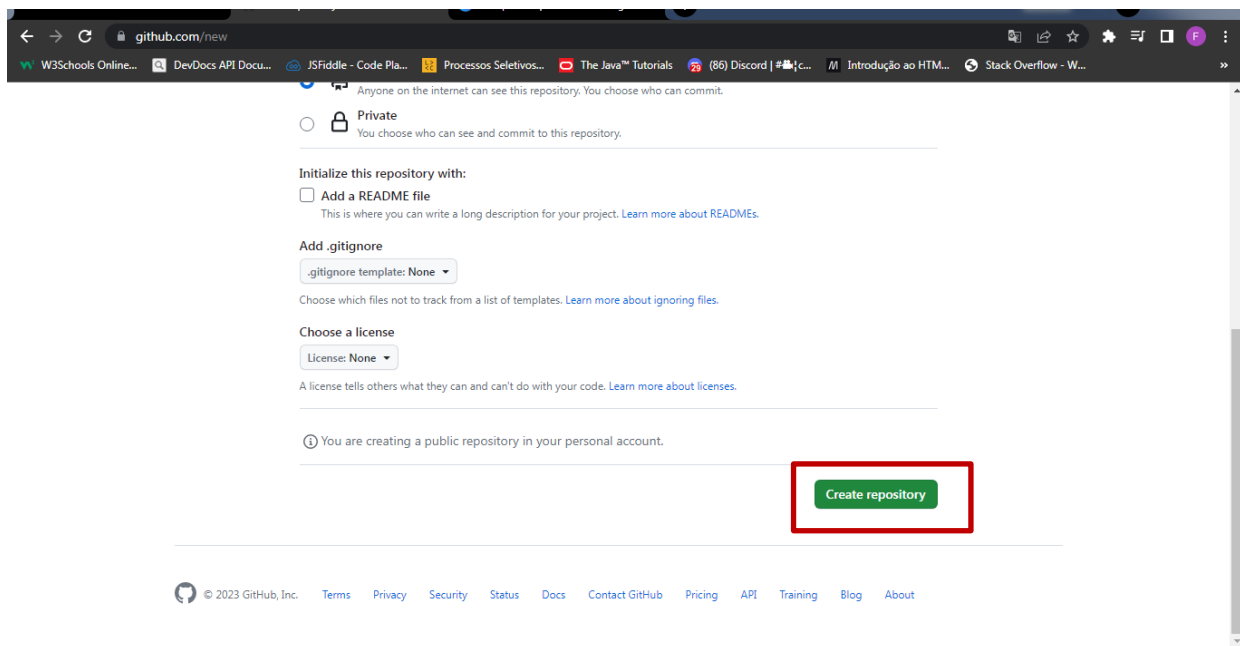 github.com/new
W3Schools Online... DevDocs API Docu... JSFiddle - Code Pla... Processos Seletivos... The Java™ Tutorials (86) Discord | #🎥¦c... Introdução ao HTM... Stack Overflow - W... »
Anyone on the internet can see this repository. You choose who can commit.
Private
You choose who can see and commit to this repository.
Initialize this repository with:
Add a README file
This is where you can write a long description for your project. Learn more about READMEs.
Add .gitignore
.gitignore template: None
Choose which files not to track from a list of templates. Learn more about ignoring files.
Choose a license
License: None
A license tells others what they can and can't do with your code. Learn more about licenses.
You are creating a public repository in your personal account.
Create repository
© 2023 GitHub, Inc. Terms Privacy Security Status Docs Contact GitHub Pricing API Training Blog About